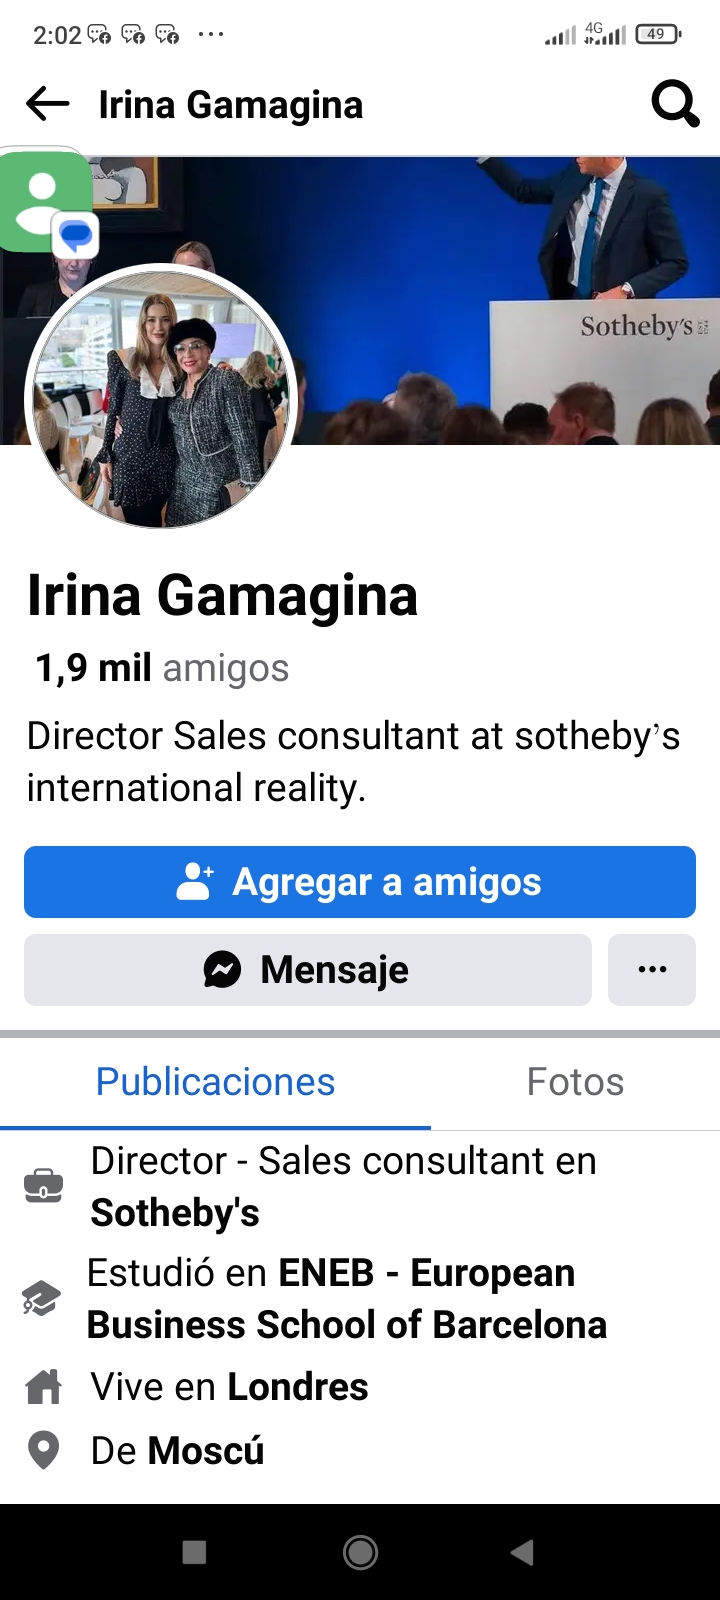 2:02
4G
49
Irina Gamagina
Sotheby's
Irina Gamagina
1,9 mil amigos
Director Sales consultant at sotheby’s
international reality.
Agregar a amigos
Mensaje
Publicaciones
Fotos
Director - Sales consultant en
Sotheby's
Estudió en ENEB - European
Business School of Barcelona
Vive en Londres
De Moscú